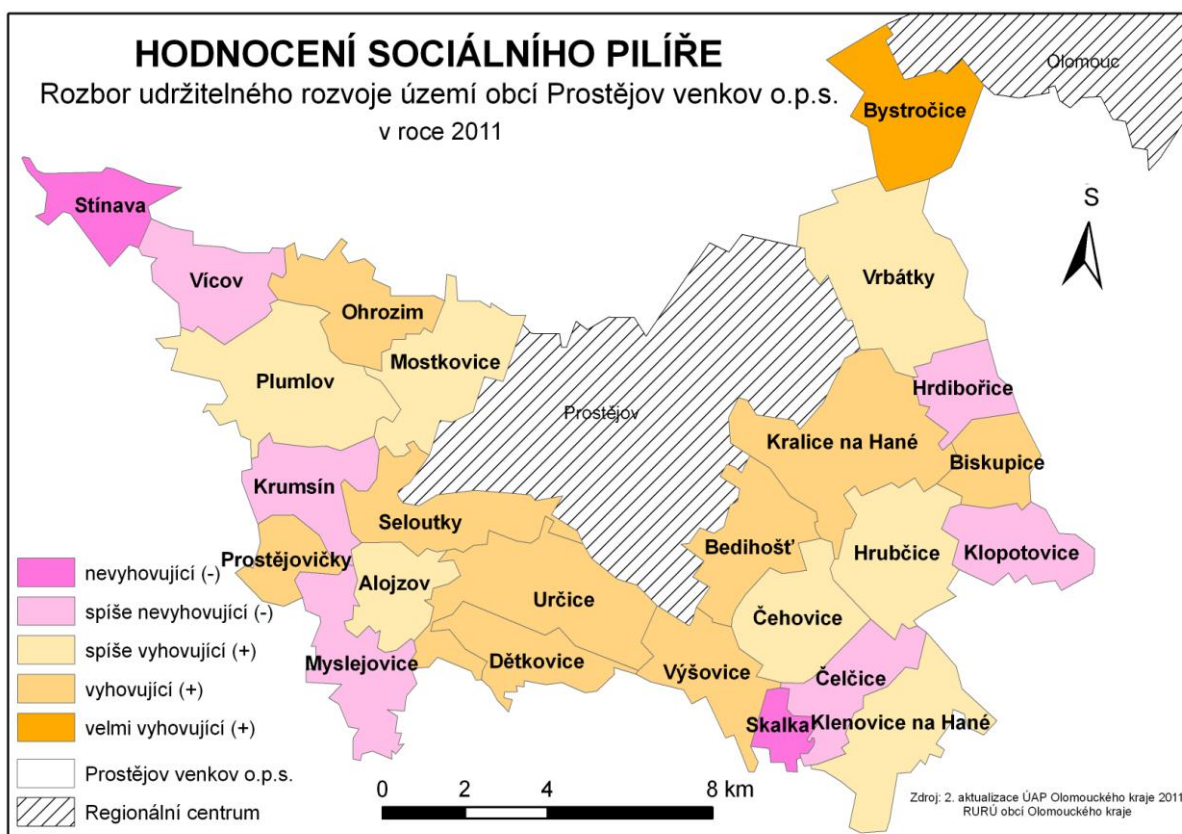 HODNOCENÍ SOCIÁLNÍHO PILÍŘE
Rozbor udržitelného rozvoje území obcí Prostějov venkov o.p.s.
v roce 2011
Olomouc
Bystročice
S
Stínava
Vícov
Vrbátky
Ohrozim
Mostkovice
Plumlov
Hrdibořice
Prostějov
Kralice na Hané
Biskupice
Krumsín
Seloutky
Bedihošť
Hrubčice
Klopotovice
Prostějovičky
Alojzov
Určice
Čehovice
Myslejovice
Dětkovice
Výšovice
Čelčice
Skalka
Klenovice na Hané
nevyhovující (-)
spíše nevyhovující (-)
spíše vyhovující (+)
vyhovující (+)
velmi vyhovující (+)
Prostějov venkov o.p.s.
Regionální centrum
0 2 4 8 km
Zdroj: 2. aktualizace ÚAP Olomouckého kraje 2011
RURÚ obcí Olomouckého kraje